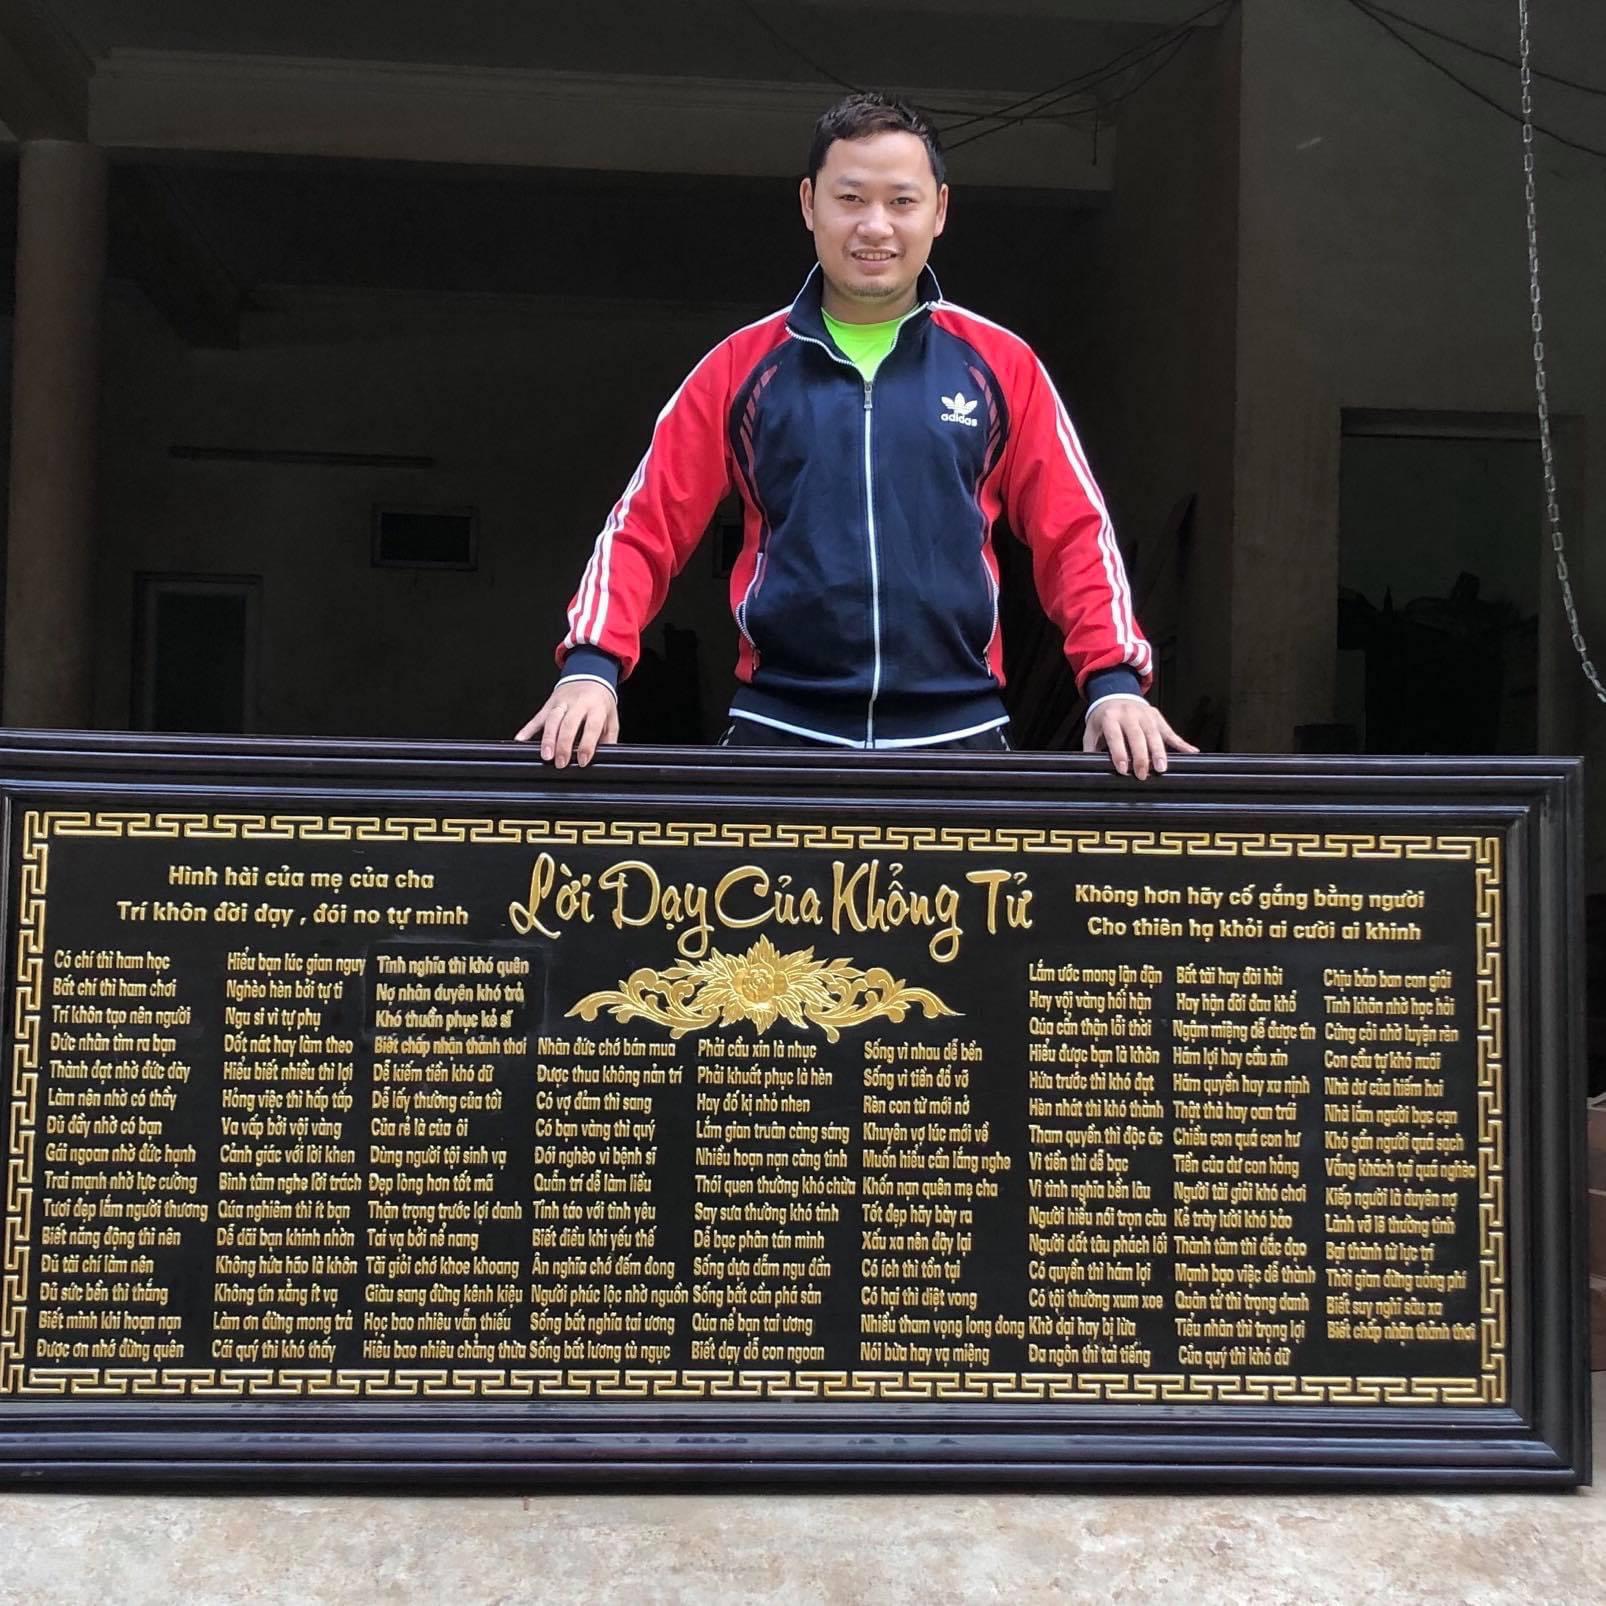 adidas
Lời Dạy Của Khổng Tử
Hình hài của mẹ của cha
Trí khôn đời dạy , đói no tự mình
Không hơn hãy cố gắng bằng người
Cho thiên hạ khỏi ai cười ai khinh
Có chí thì ham học
Bất chí thì ham chơi
Trí khôn tạo nên người
Đức nhân tìm ra bạn
Thành đạt nhờ đức dày
Làm nên nhờ có thầy
Đủ đầy nhờ có bạn
Gái ngoan nhờ đức hạnh
Trai mạnh nhờ lực cường
Tươi đẹp lắm người thương
Biết năng động thì nên
Đủ tài chí làm nên
Đủ sức bền thì thắng
Biết mình khi hoạn nạn
Được ơn nhớ đừng quên
Hiểu bạn lúc gian nguy
Nghèo hèn bởi tự ti
Ngu si vì tự phụ
Dốt nát hay làm theo
Hiểu biết nhiều thì lợi
Hỏng việc thì hấp tấp
Va vấp bởi vội vàng
Cảnh giác với lời khen
Bình tâm nghe lời trách
Qúa nghiêm thì ít bạn
Dễ dãi bạn khinh nhờn
Không hứa hão là khôn
Không tin xằng ít vạ
Làm ơn đừng mong trả
Cái quý thì khó thấy
Tình nghĩa thì khó quên
Nợ nhân duyên khó trả
Khó thuần phục kẻ sĩ
Biết chấp nhận thảnh thơi
Dễ kiếm tiền khó dữ
Dễ lấy thường của tồi
Của rẻ là của ôi
Dùng người tội sinh vạ
Đẹp lòng hơn tốt mã
Thận trọng trước lợi danh
Tai vạ bởi nể nang
Tài giỏi chớ khoe khoang
Giàu sang đừng kênh kiệu
Học bao nhiêu vẫn thiếu
Hiểu bao nhiêu chẳng thừa
Nhân đức chớ bán mua
Được thua không nản trí
Có vợ đảm thì sang
Có bạn vàng thì quý
Đói nghèo vì bệnh sĩ
Quẫn trí dễ làm liều
Tỉnh táo với tình yêu
Biết điều khi yếu thế
Ân nghĩa chớ đếm đong
Người phúc lộc nhờ nguồn
Sống bất nghĩa tai ương
Sống bất lương tù ngục
Phải cầu xin là nhục
Phải khuất phục là hèn
Hay đố kị nhỏ nhen
Lắm gian truân càng sáng
Nhiều hoạn nạn càng tinh
Thói quen thường khó chừa
Say sưa thường khó tỉnh
Dễ bạc phận tán mình
Sống dựa dẫm ngu đần
Sống bất cần phá sản
Qúa nể bạn tai ương
Biết dạy dỗ con ngoan
Sống vì nhau dễ bền
Sống vì tiền đổ vỡ
Rèn con từ mới nở
Khuyên vợ lúc mới về
Muốn hiểu cần lắng nghe
Khốn nạn quên mẹ cha
Tốt đẹp hãy bày ra
Xấu xa nên đậy lại
Có ích thì tồn tại
Có hại thì diệt vong
Nhiều tham vọng long đong
Nói bừa hay vạ miệng
Lắm ước mong lận đận
Hay vội vàng hối hận
Qúa cẩn thận lỗi thời
Hiểu được bạn là khôn
Hứa trước thì khó đạt
Hèn nhát thì khó thành
Tham quyền thì độc ác
Vì tiền thì dễ bạc
Vì tình nghĩa bền lâu
Người hiểu nói trọn câu
Người dốt tâu phách lối
Có quyền thì hám lợi
Có tội thường xum xoe
Khờ dại hay bị lừa
Đa ngôn thì tai tiếng
Bất tài hay đòi hỏi
Hay hận đời đau khổ
Ngậm miệng dễ được tin
Hám lợi hay cầu xin
Hám quyền hay xu nịnh
Thật thà hay oan trái
Chiều con quá con hư
Tiền của dư con hỏng
Người tài giỏi khó chơi
Kẻ trây lười khó bảo
Thành tâm thì đắc đạo
Mạnh bạo việc dễ thành
Quân tử thì trọng danh
Tiểu nhân thì trọng lợi
Của quý thì khó dữ
Chịu bảo ban con giỏi
Tinh khôn nhờ học hỏi
Cứng cỏi nhờ luyện rèn
Con cầu tự khó nuôi
Nhà dư của hiếm hoi
Nhà lắm người bạc cạn
Khó gần người quá sạch
Vắng khách tại quá nghèo
Kiếp người là duyên nợ
Lành vỡ lẽ thường tình
Bại thành từ lực trí
Thời gian đừng uổng phí
Biết suy nghĩ sâu xa
Biết chấp nhận thảnh thơi